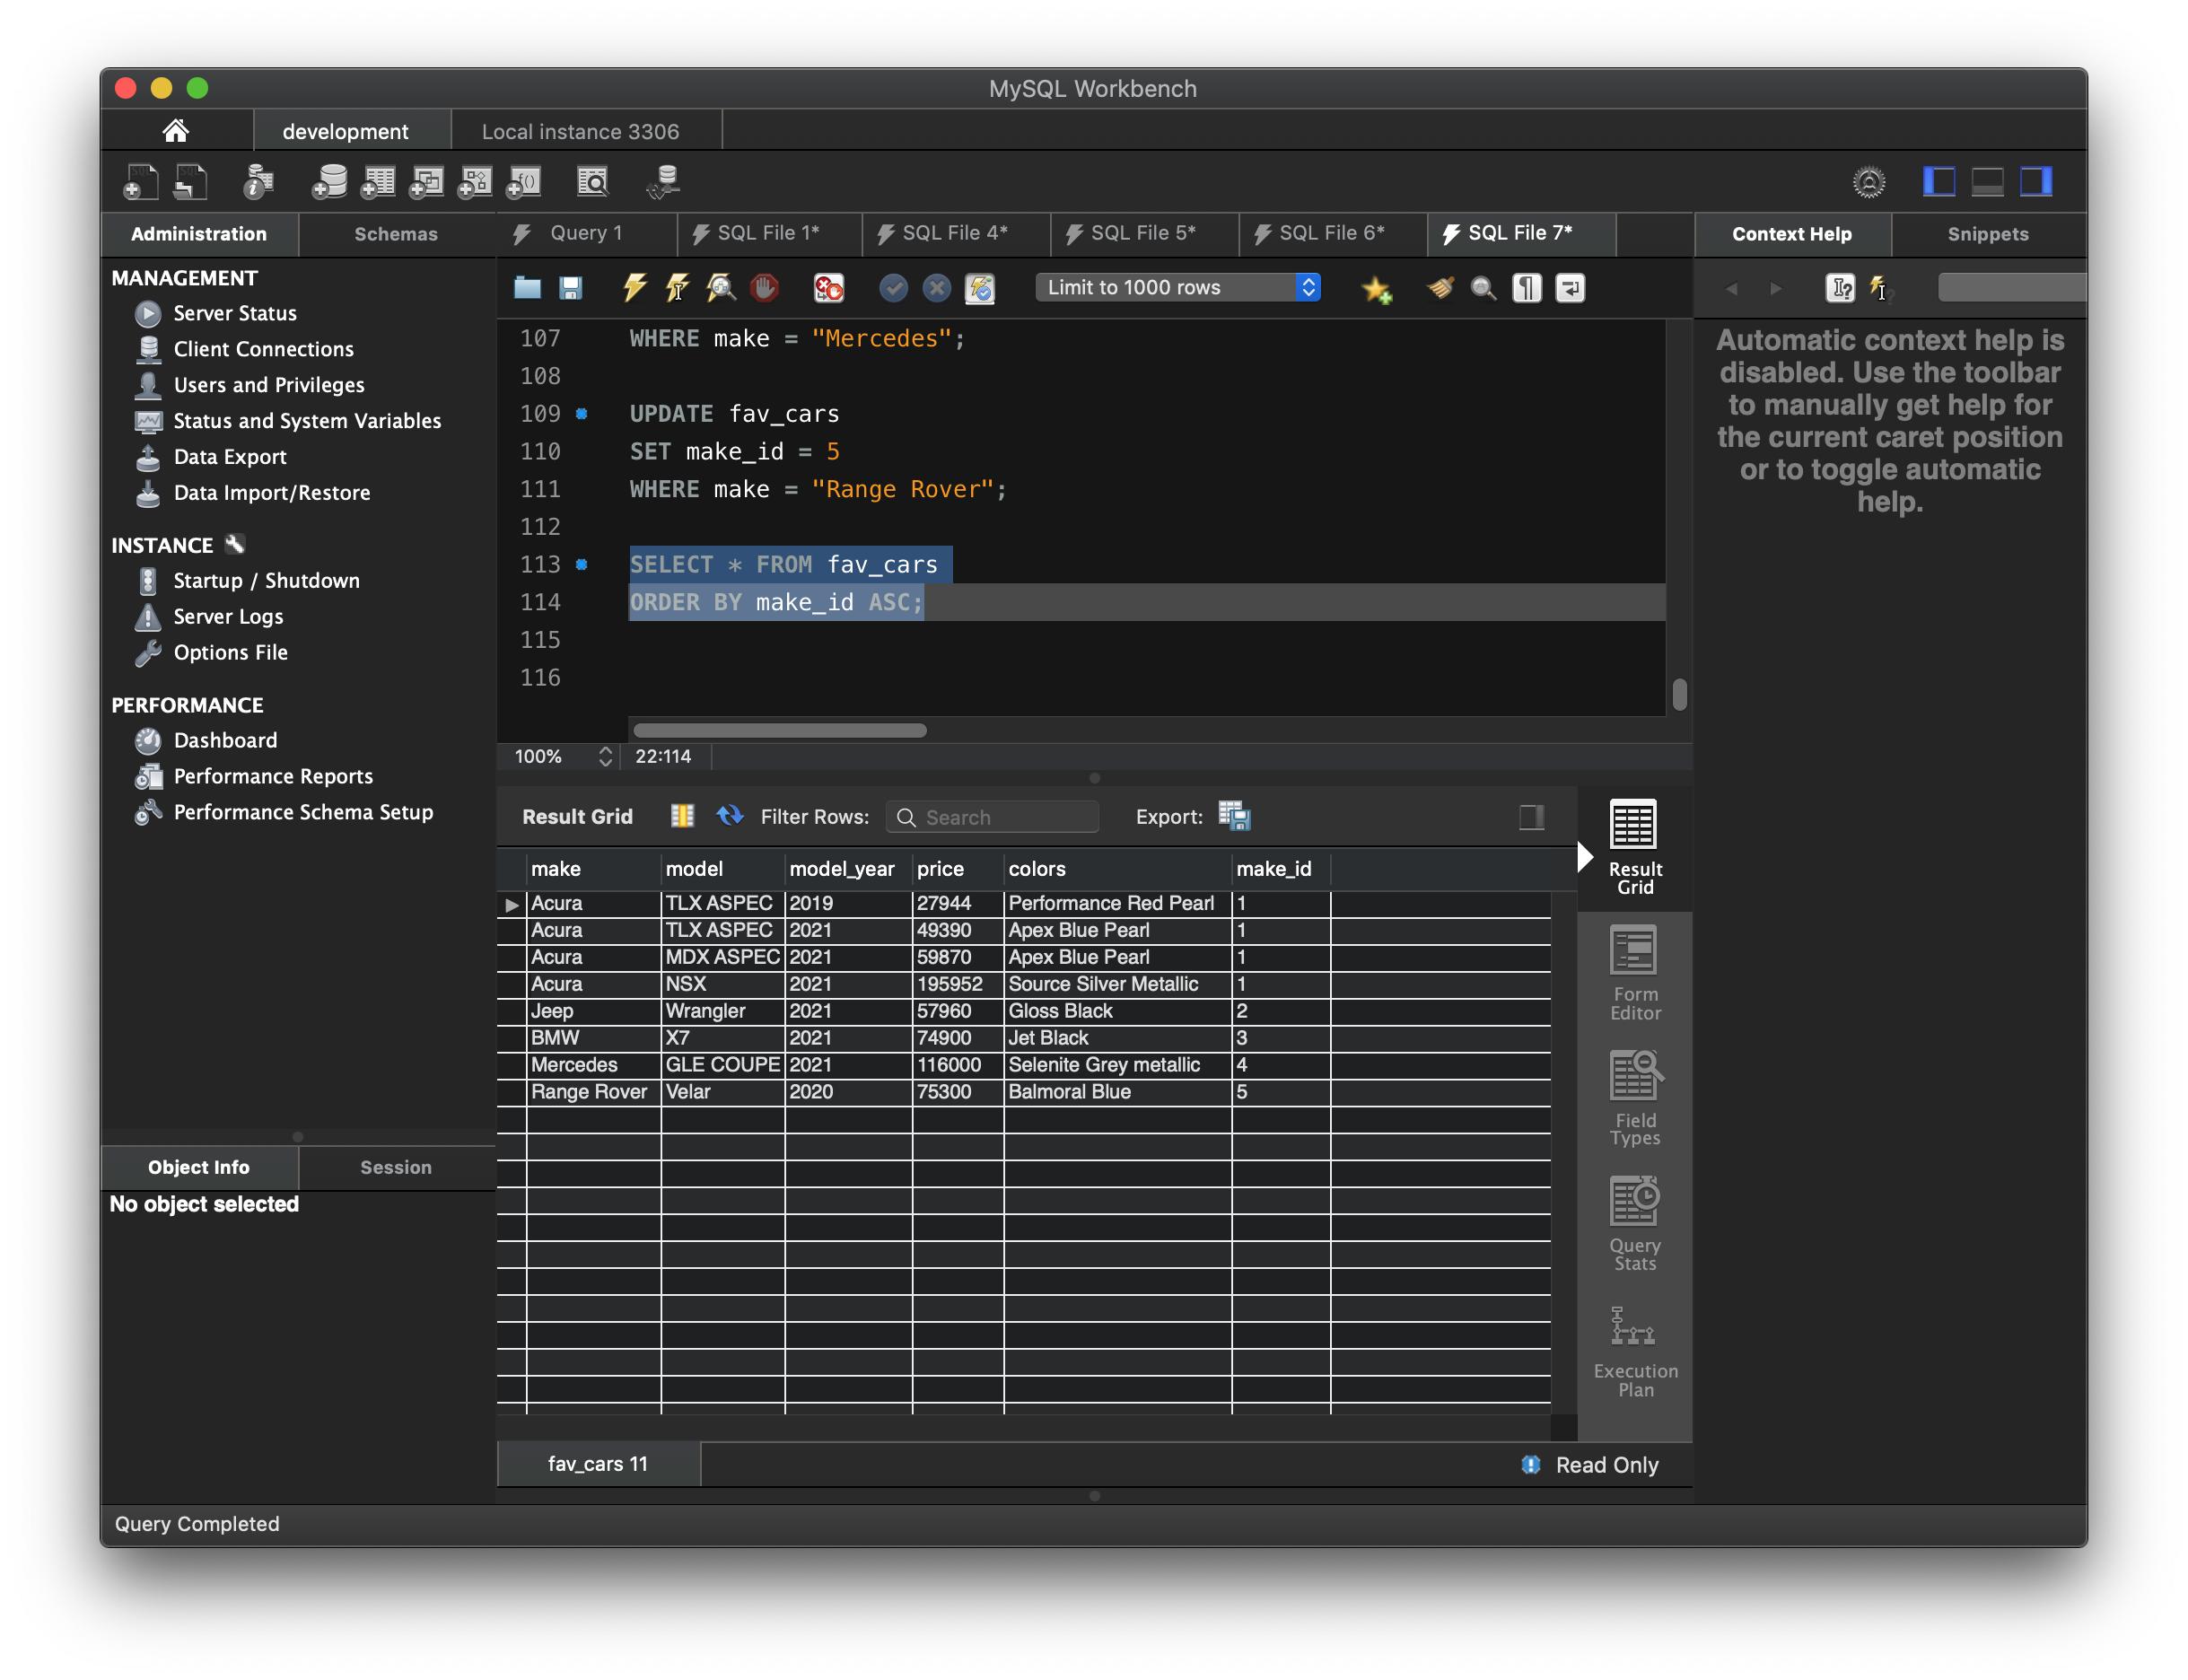 MySQL Workbench
development
Local instance 3306
Administration
Schemas
Query 1
SQL File 1*
SQL File 4*
SQL File 5*
SQL File 6*
SQL File 7*
Context Help
Snippets
MANAGEMENT
Server Status
Client Connections
Users and Privileges
Status and System Variables
Data Export
Data Import/Restore
INSTANCE
Startup / Shutdown
Server Logs
Options File
PERFORMANCE
Dashboard
Performance Reports
Performance Schema Setup
Object Info
Session
No object selected
Limit to 1000 rows
107 WHERE make = "Mercedes";
108
109 UPDATE fav_cars
110 SET make_id = 5
111 WHERE make = "Range Rover";
112
113 SELECT * FROM fav_cars
114 ORDER BY make_id ASC;
115
116
100%
22:114
Result Grid
Filter Rows:
Search
Export:
make model model_year price colors make_id
Acura TLX ASPEC 2019 27944 Performance Red Pearl 1
Acura TLX ASPEC 2021 49390 Apex Blue Pearl 1
Acura MDX ASPEC 2021 59870 Apex Blue Pearl 1
Acura NSX 2021 195952 Source Silver Metallic 1
Jeep Wrangler 2021 57960 Gloss Black 2
BMW X7 2021 74900 Jet Black 3
Mercedes GLE COUPE 2021 116000 Selenite Grey metallic 4
Range Rover Velar 2020 75300 Balmoral Blue 5
Result
Grid
Form
Editor
Field
Types
Query
Stats
Execution
Plan
fav_cars 11
Read Only
Automatic context help is
disabled. Use the toolbar
to manually get help for
the current caret position
or to toggle automatic
help.
Query Completed